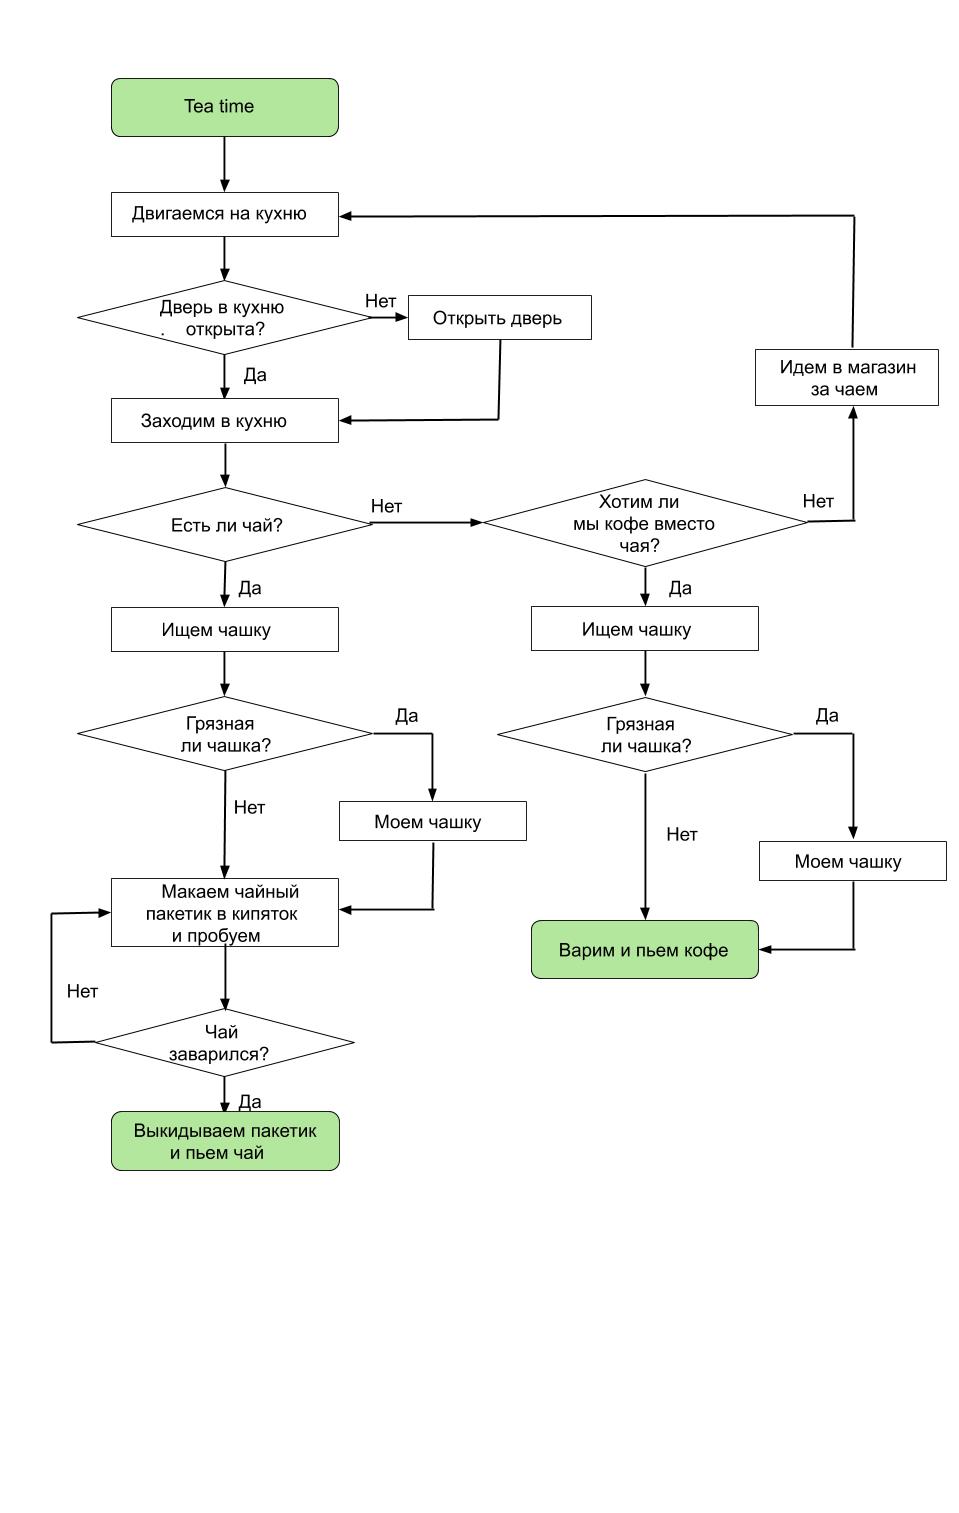 Tea time
Двигаемся на кухню
Дверь в кухню
. открыта?
Нет
Открыть дверь
Да
Идем в магазин
за чаем
Заходим в кухню
Есть ли чай?
Нет
Хотим ли
мы кофе вместо
чая?
Нет
Да
Да
Ищем чашку
Ищем чашку
Грязная
ли чашка?
Да
Грязная
ли чашка?
Да
Нет
Моем чашку
Нет
Моем чашку
Макаем чайный
пакетик в кипяток
и пробуем
Варим и пьем кофе
Нет
Чай
заварился?
Да
Выкидываем пакетик
и пьем чай